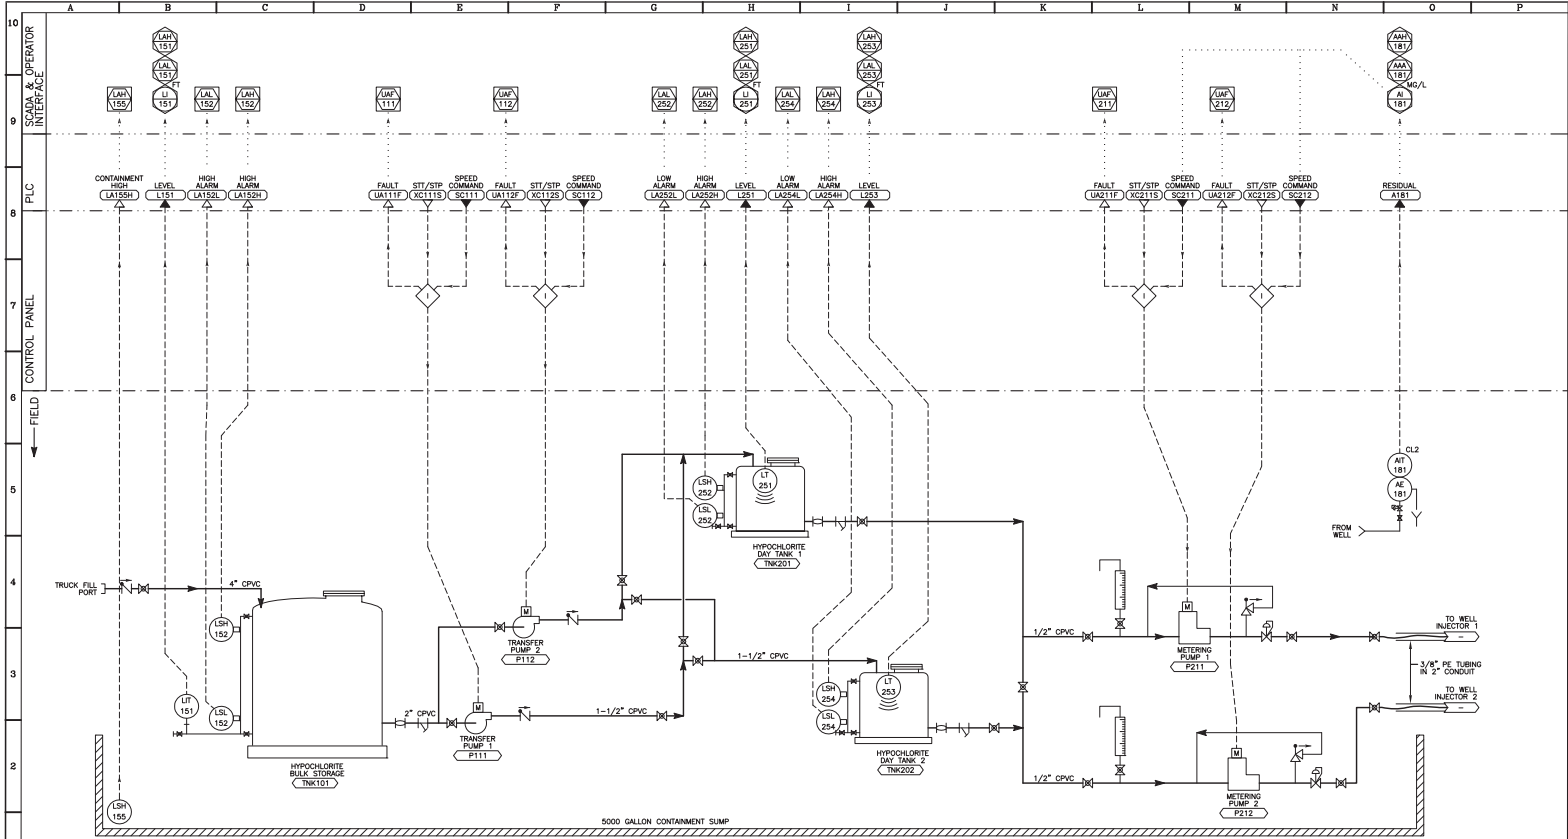 A B C D E F G H I J K L M N O P
10
9
8
7
6
5
4
3
2
SCADA & OPERATOR
INTERFACE
PLC
CONTROL PANEL
FIELD
LAH
155
LAH
151
LAL
151
FT
LI
151
LAL
152
LAH
152
UAF
111
UAF
112
LAL
252
LAH
252
LAH
251
LAL
251
FT
LI
251
LAL
254
LAH
254
LAH
253
LAL
253
FT
LI
253
UAF
211
UAF
212
AAH
181
AAA
181
MG/L
AI
181
CONTAINMENT
HIGH
LA155H
LEVEL
L151
HIGH
ALARM
LA152L
HIGH
ALARM
LA152H
FAULT
UA111F
STT/STP
XC111S
SPEED
COMMAND
SC111
FAULT
UA112F
STT/STP
XC112S
SPEED
COMMAND
SC112
LOW
ALARM
LA252L
HIGH
ALARM
LA252H
LEVEL
L251
LOW
ALARM
LA254L
HIGH
ALARM
LA254H
LEVEL
L253
FAULT
UA211F
STT/STP
XC211S
SPEED
COMMAND
SC211
FAULT
UA212F
STT/STP
XC212S
SPEED
COMMAND
SC212
RESIDUAL
A181
I
I
I
I
CL2
AIT
181
AE
181
FROM
WELL
LSH
252
LSL
252
LT
251
HYPOCHLORITE
DAY TANK 1
TNK201
TRUCK FILL
PORT
4" CPVC
LSH
152
LIT
151
LSL
152
HYPOCHLORITE
BULK STORAGE
TNK101
2" CPVC
M
TRANSFER
PUMP 2
P112
M
TRANSFER
PUMP 1
P111
1-1/2" CPVC
1-1/2" CPVC
LSH
254
LSL
254
LT
253
HYPOCHLORITE
DAY TANK 2
TNK202
1/2" CPVC
M
METERING
PUMP 1
P211
TO WELL
INJECTOR 1
3/8" PE TUBING
IN 2" CONDUIT
TO WELL
INJECTOR 2
1/2" CPVC
M
METERING
PUMP 2
P212
LSH
155
5000 GALLON CONTAINMENT SUMP